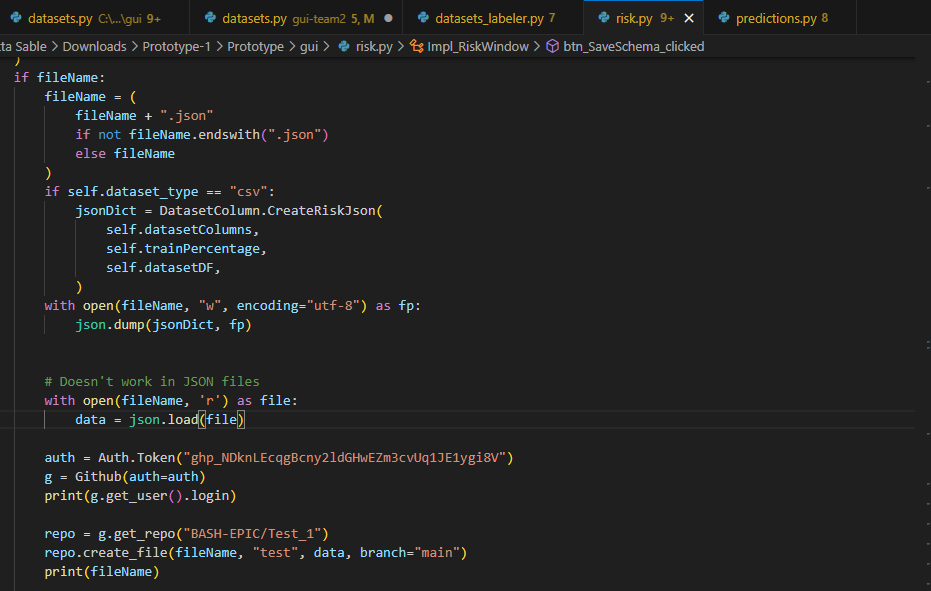 datasets.py C:\...\gui 9+
datasets.py gui-team2 5, M
datasets_labeler.py 7
risk.py 9+
predictions.py 8
ta Sable > Downloads > Prototype-1 > Prototype > gui > risk.py > Impl_RiskWindow > btn_SaveSchema_clicked
)
if fileName:
fileName = (
fileName + ".json"
if not fileName.endswith(".json")
else fileName
)
if self.dataset_type == "csv":
jsonDict = DatasetColumn.CreateRiskJson(
self.datasetColumns,
self.trainPercentage,
self.datasetDF,
)
with open(fileName, "w", encoding="utf-8") as fp:
json.dump(jsonDict, fp)
# Doesn't work in JSON files
with open(fileName, 'r') as file:
data = json.load(file)
auth = Auth.Token("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")
g = Github(auth=auth)
print(g.get_user().login)
repo = g.get_repo("BASH-EPIC/Test_1")
repo.create_file(fileName, "test", data, branch="main")
print(fileName)